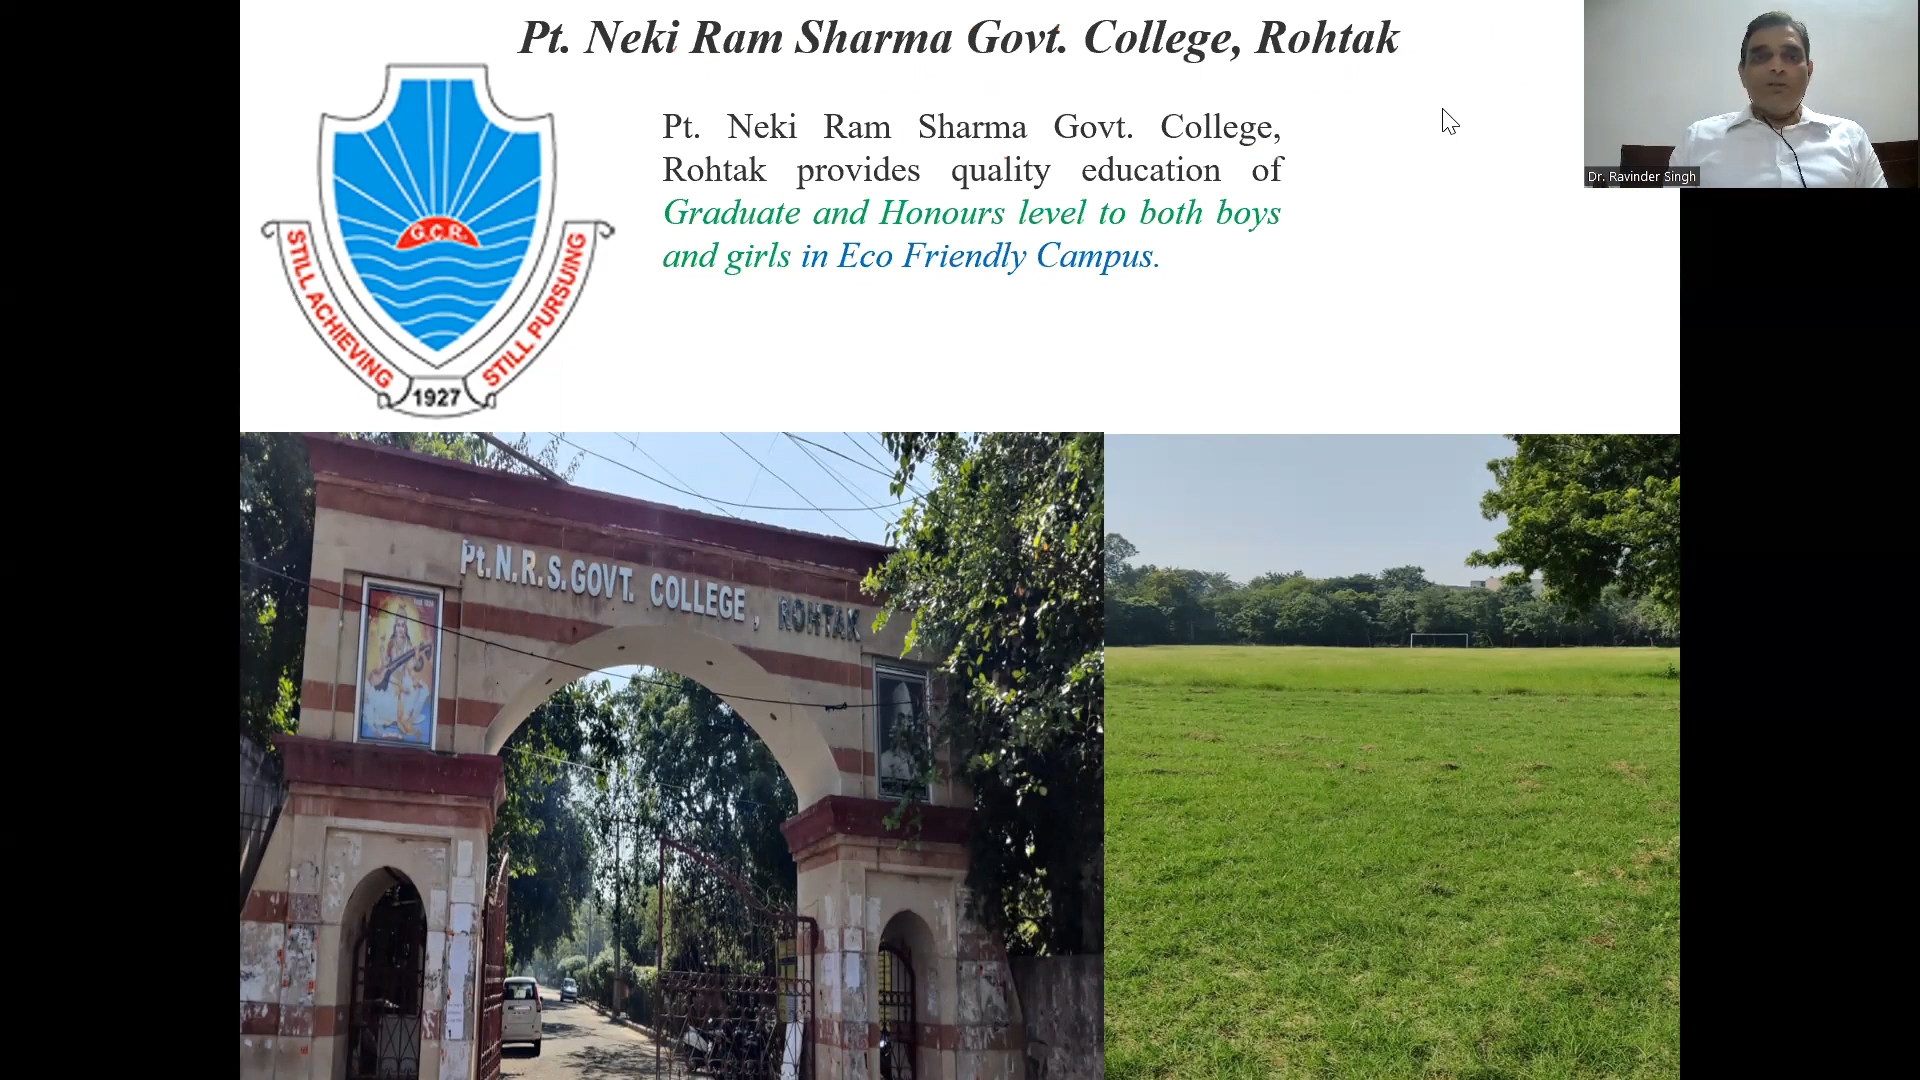 Pt. Neki Ram Sharma Govt. College, Rohtak
Dr. Ravinder Singh
Pt. Neki Ram Sharma Govt. College,
Rohtak provides quality education of
Graduate and Honours level to both boys
and girls in Eco Friendly Campus.
G.C.R.
STILL ACHIEVING
1927
STILL PURSUING
Pt.N.R.S.GOVT. COLLEGE, ROHTAK